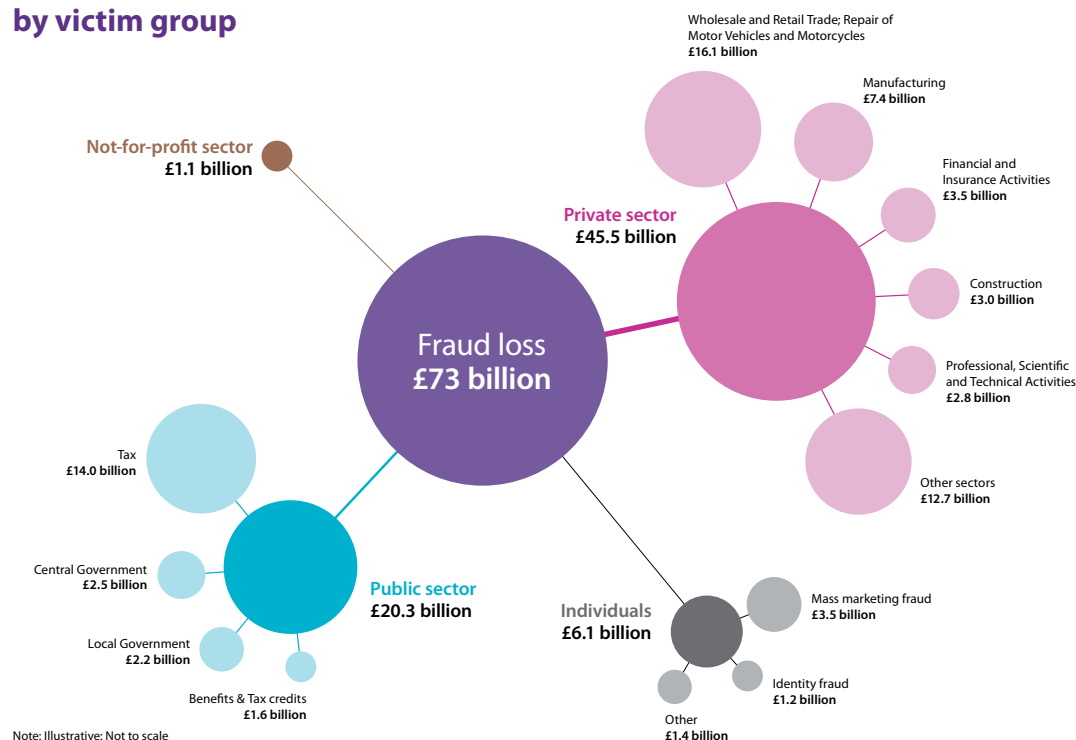 by victim group
Wholesale and Retail Trade; Repair of
Motor Vehicles and Motorcycles
£16.1 billion
Manufacturing
£7.4 billion
Not-for-profit sector
£1.1 billion
Financial and
Insurance Activities
£3.5 billion
Private sector
£45.5 billion
Construction
£3.0 billion
Fraud loss
£73 billion
Professional, Scientific
and Technical Activities
£2.8 billion
Tax
£14.0 billion
Other sectors
£12.7 billion
Central Government
£2.5 billion
Public sector
£20.3 billion
Individuals
£6.1 billion
Mass marketing fraud
£3.5 billion
Local Government
£2.2 billion
Benefits & Tax credits
£1.6 billion
Identity fraud
£1.2 billion
Other
£1.4 billion
Note: Illustrative: Not to scale